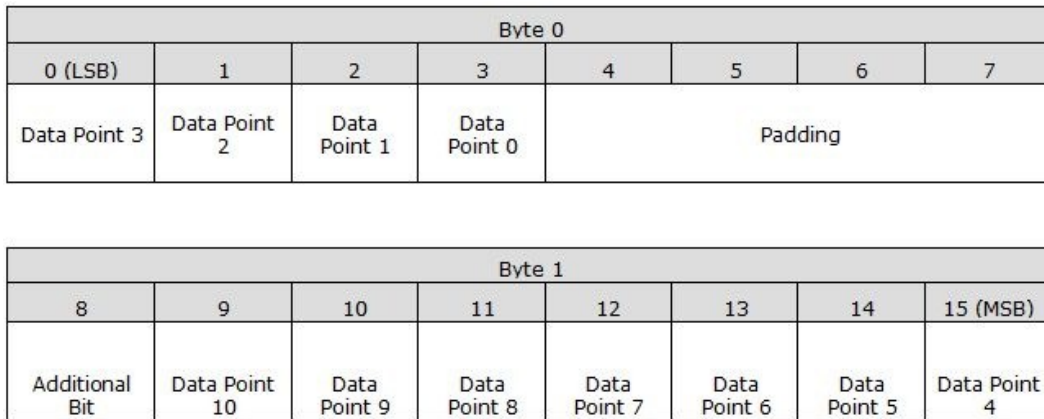 Byte 0
0 (LSB) 1 2 3 4 5 6 7
Data Point 3 Data Point 2 Data Point 1 Data Point 0 Padding
Byte 1
8 9 10 11 12 13 14 15 (MSB)
Additional Bit Data Point 10 Data Point 9 Data Point 8 Data Point 7 Data Point 6 Data Point 5 Data Point 4